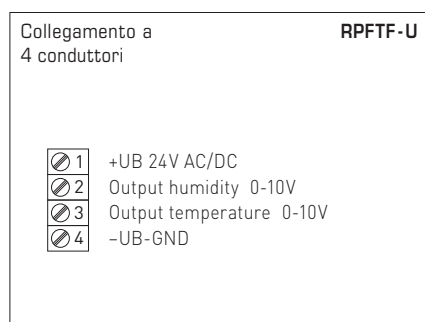 Collegamento a RPFTF-U
4 conduttori
1 +UB 24V AC/DC
2 Output humidity 0-10V
3 Output temperature 0-10V
4 –UB-GND